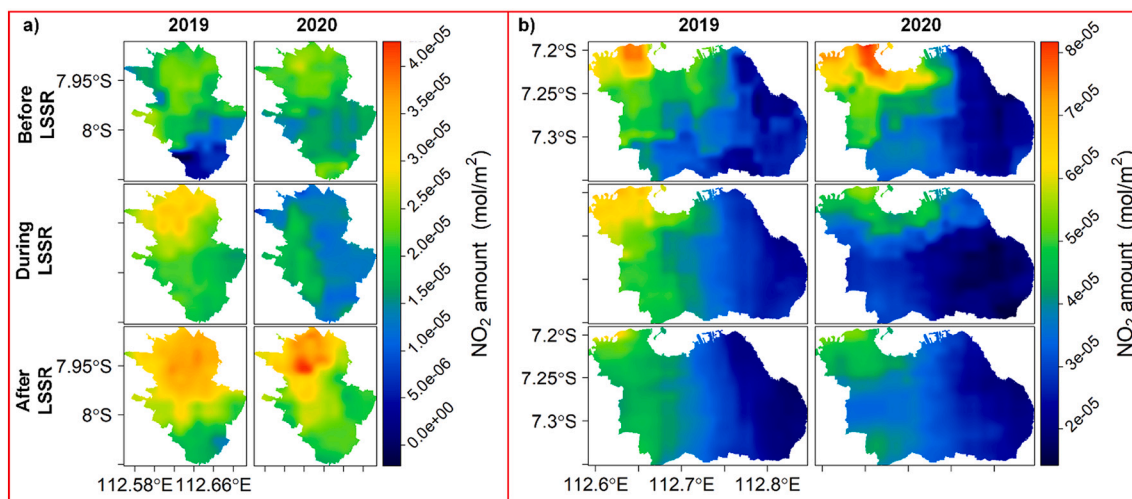 a) 2019 2020
Before
LSSR
7.95°S
8°S
During
LSSR
After
LSSR
7.95°S
8°S
112.58°E 112.66°E
4.0e-05
3.5e-05
3.0e-05
2.5e-05
2.0e-05
1.5e-05
1.0e-05
5.0e-06
0.0e+00
NO₂ amount (mol/m²)
b) 2019 2020
7.2°S
7.25°S
7.3°S
7.2°S
7.25°S
7.3°S
112.6°E 112.7°E 112.8°E
8e-05
7e-05
6e-05
5e-05
4e-05
3e-05
2e-05
NO₂ amount (mol/m²)